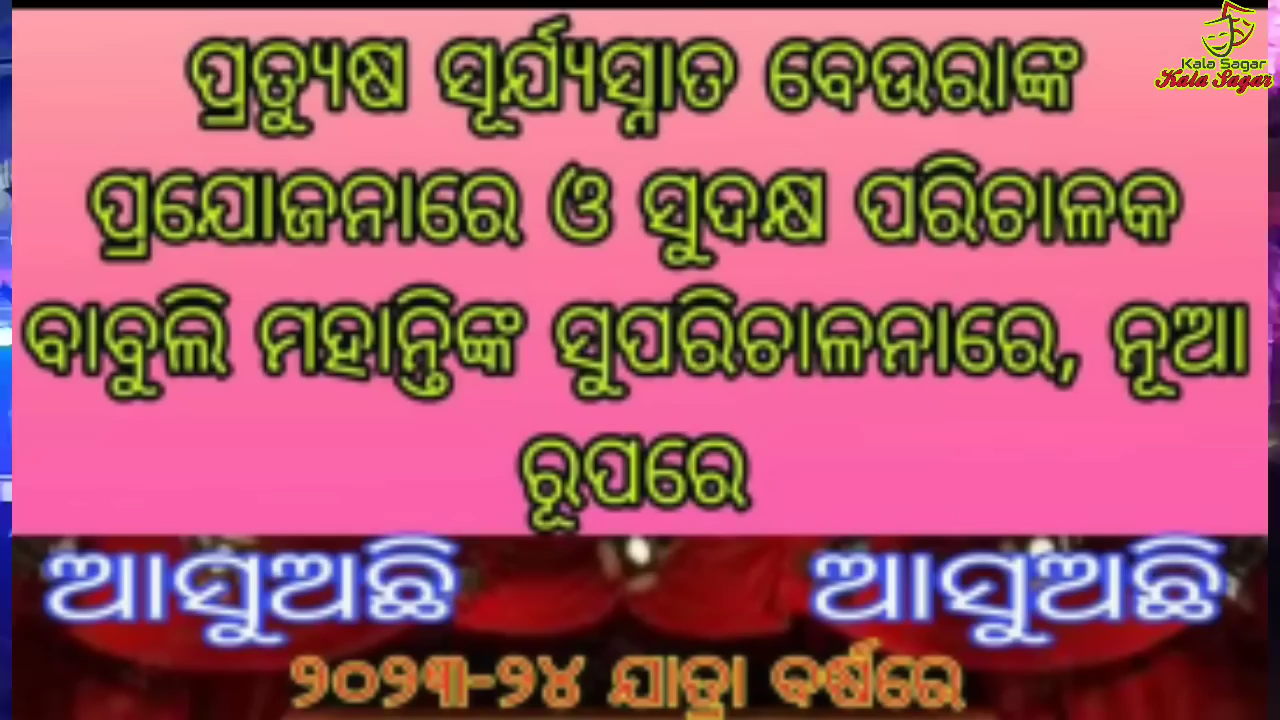 Kala Sagar
Kala Sagar
ପ୍ରତ୍ୟୁଷ ସୂର୍ଯ୍ୟସ୍ନାତ ବେଉରାଙ୍କ
ପ୍ରଯୋଜନାରେ ଓ ସୁଦକ୍ଷ ପରିଚାଳକ
ବାବୁଲି ମହାନ୍ତିଙ୍କ ସୁପରିଚାଳନାରେ, ନୂଆ
ରୂପରେ
ଆସୁଅଛି ଆସୁଅଛି
୨୦୨୩-୨୪ ଯାତ୍ରା ବର୍ଷରେ